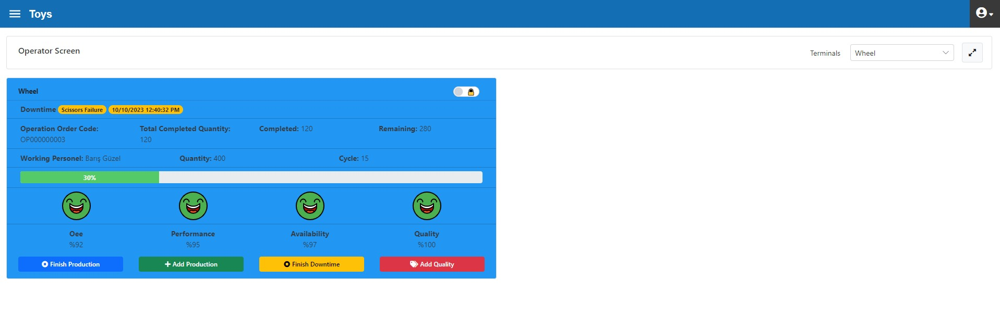 Toys
Operator Screen
Terminals Wheel
Wheel
Downtime Scissors Failure 10/10/2023 12:40:32 PM
Operation Order Code: Total Completed Quantity: Completed: 120 Remaining: 280
OP000000003 120
Working Personel: Barış Güzel Quantity: 400 Cycle: 15
30%
Oee Performance Availability Quality
%92 %95 %97 %100
Finish Production Add Production Finish Downtime Add Quality